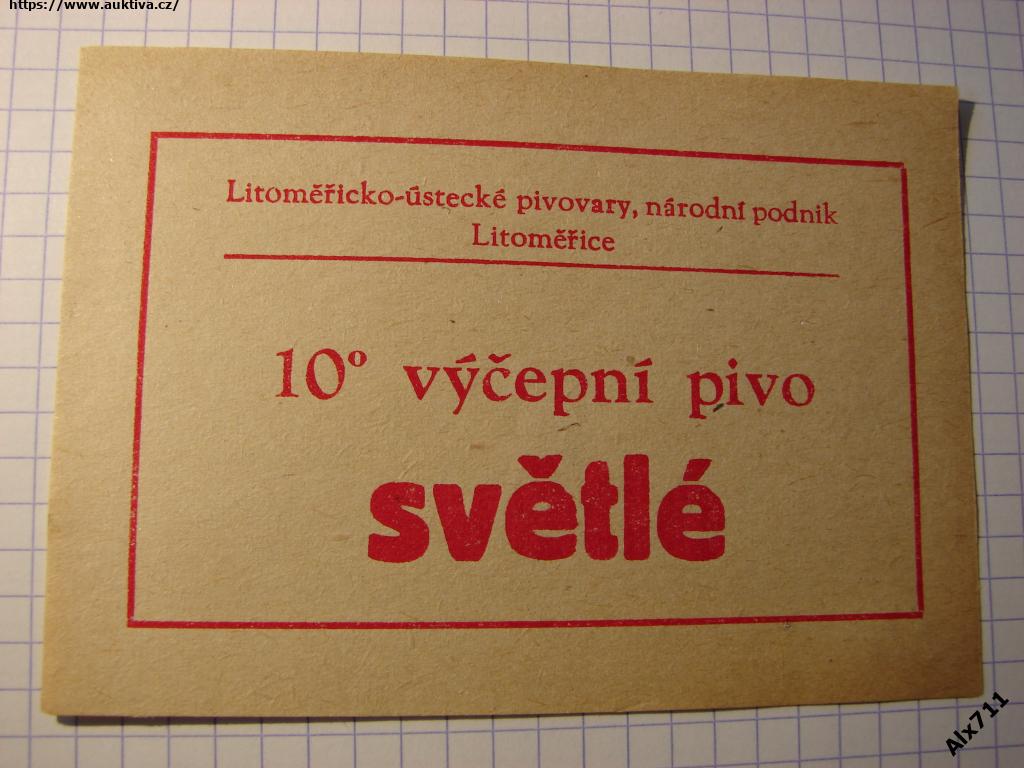 https://www.auktiva.cz/
Litoměřicko-ústecké pivovary, národní podnik
Litoměřice
10° výčepní pivo
světlé
Alx711